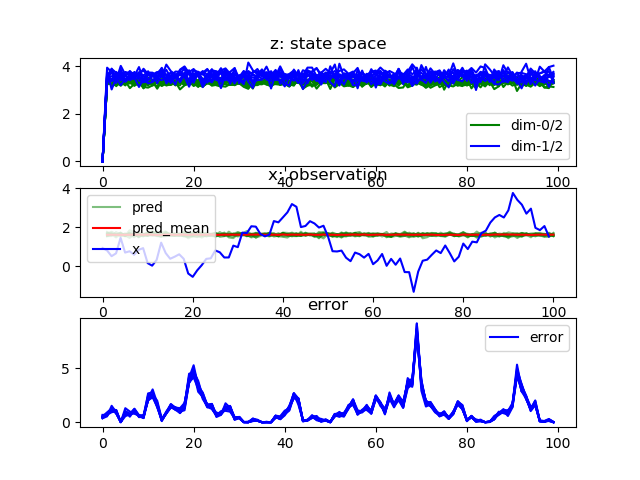 z: state space
4
2
0
dim-0/2
dim-1/2
0 20 40 60 80 100
x: observation
4
2
0
pred
pred_mean
x
0 20 40 60 80 100
error
5
0
error
0 20 40 60 80 100